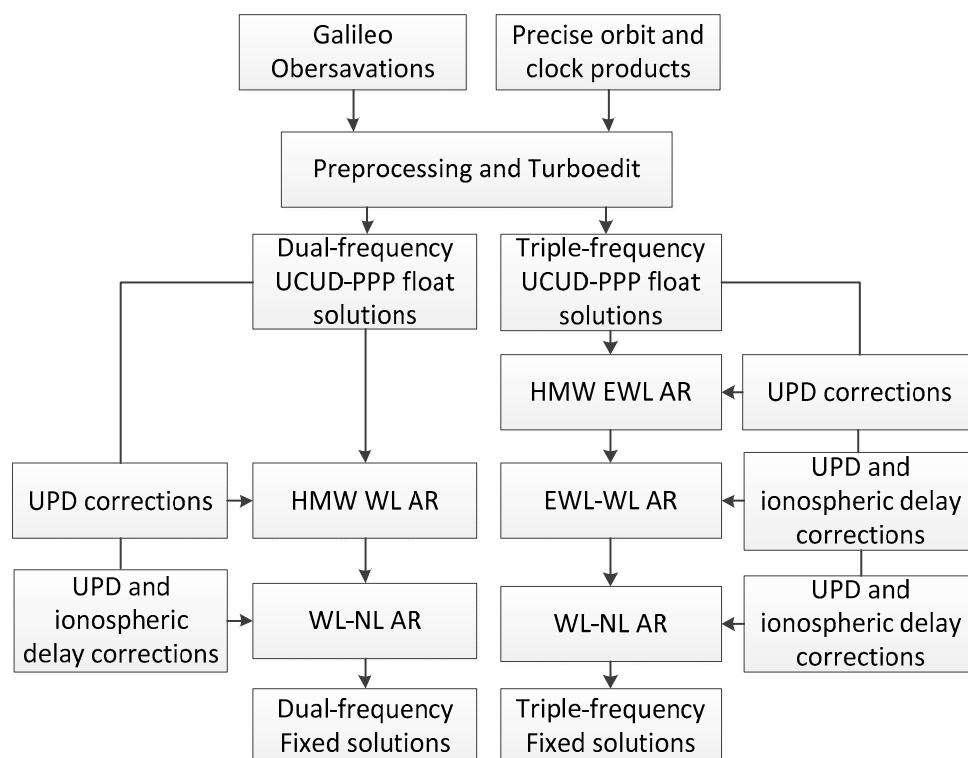 Galileo
Obersavations
Precise orbit and
clock products
Preprocessing and Turboedit
Dual-frequency
UCUD-PPP float
solutions
Triple-frequency
UCUD-PPP float
solutions
HMW EWL AR
UPD corrections
UPD corrections
HMW WL AR
EWL-WL AR
UPD and
ionospheric delay
corrections
UPD and
ionospheric
delay corrections
WL-NL AR
WL-NL AR
UPD and
ionospheric delay
corrections
Dual-frequency
Fixed solutions
Triple-frequency
Fixed solutions